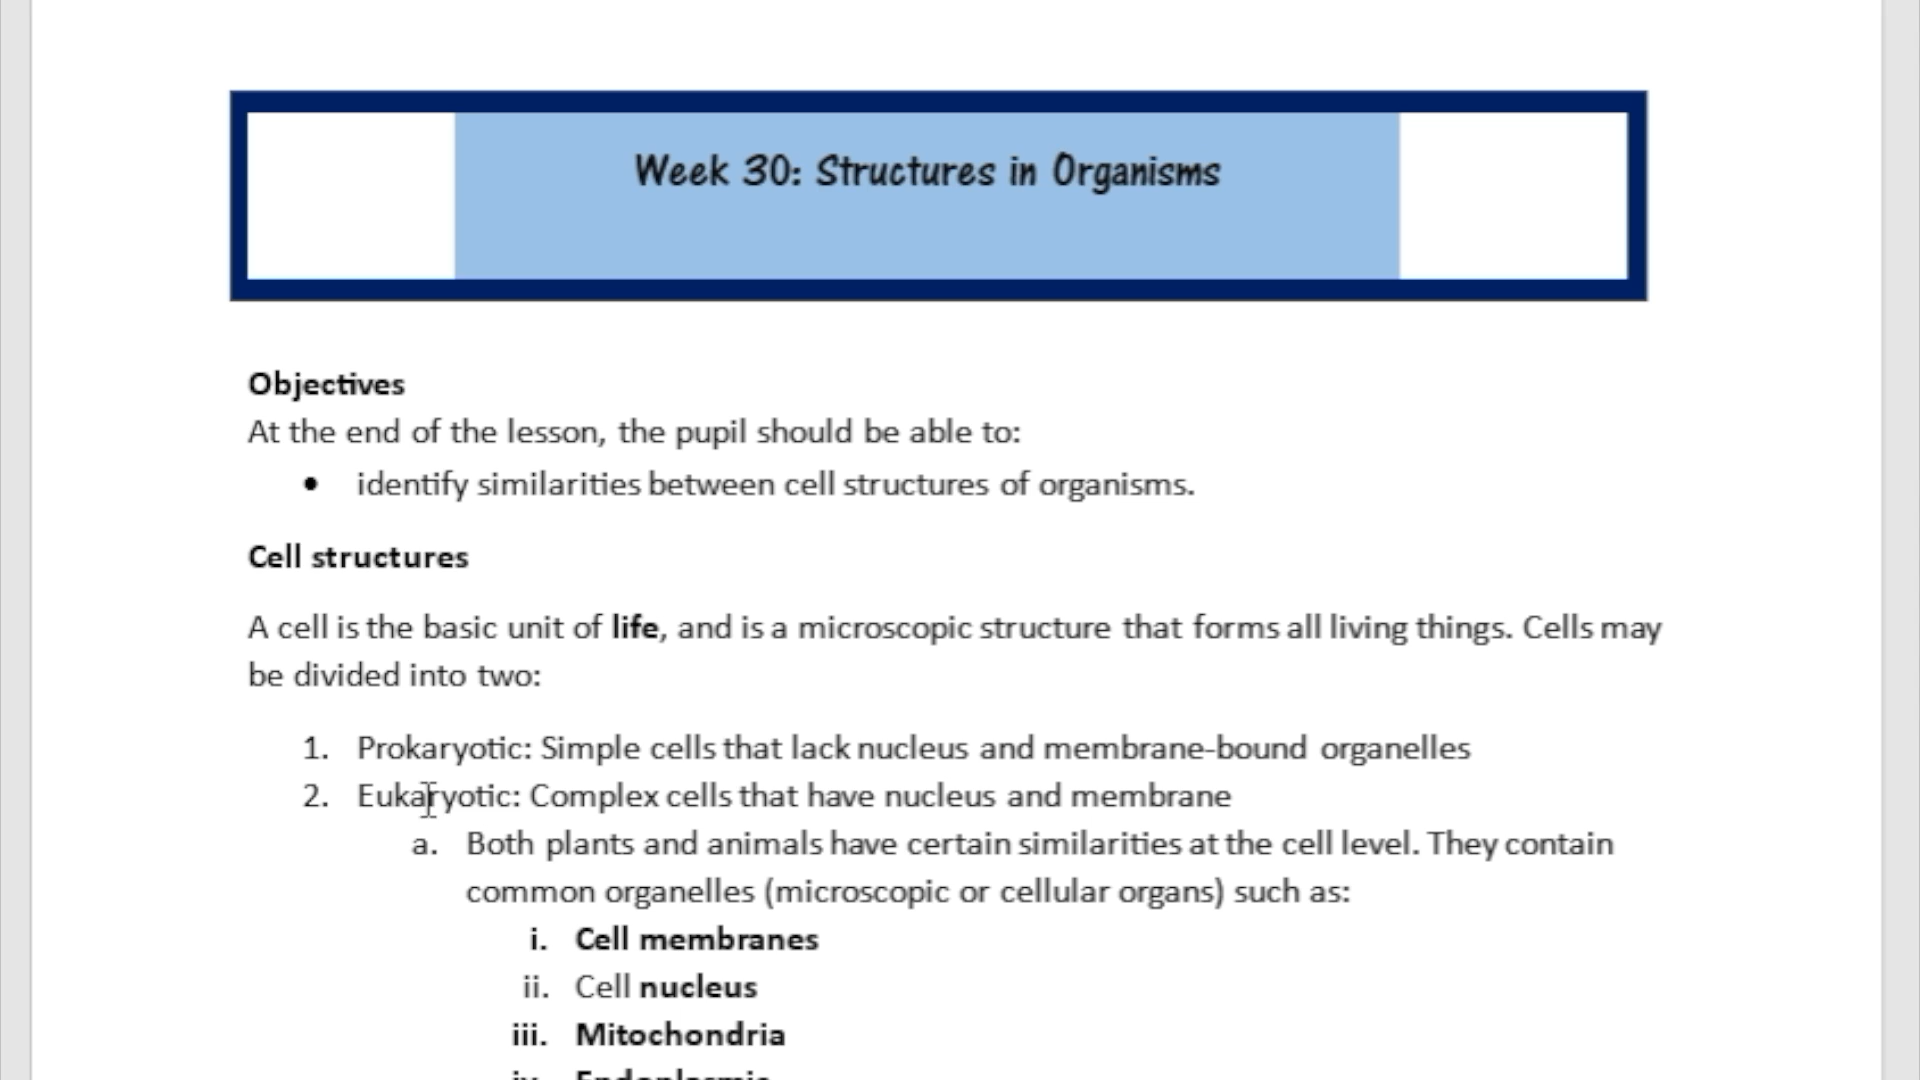 Week 30: Structures in Organisms
Objectives
At the end of the lesson, the pupil should be able to:
• identify similarities between cell structures of organisms.
Cell structures
A cell is the basic unit of life, and is a microscopic structure that forms all living things. Cells may
be divided into two:
1. Prokaryotic: Simple cells that lack nucleus and membrane-bound organelles
2. Eukaryotic: Complex cells that have nucleus and membrane
a. Both plants and animals have certain similarities at the cell level. They contain
common organelles (microscopic or cellular organs) such as:
i. Cell membranes
ii. Cell nucleus
iii. Mitochondria
iv. Endoplasmic